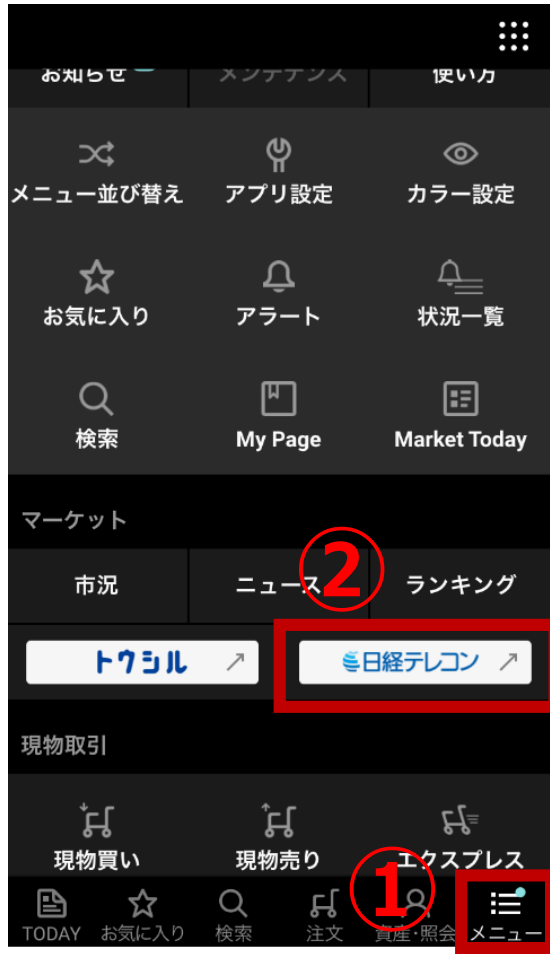 お知らせ メンテナンス 使い方
メニュー並び替え アプリ設定 カラー設定
お気に入り アラート 状況一覧
検索 My Page Market Today
マーケット
②
市況 ニュース ランキング
トウシル 日経テレコン
現物取引
現物買い 現物売り エクスプレス
①
TODAY お気に入り 検索 注文 資産・照会 メニュー